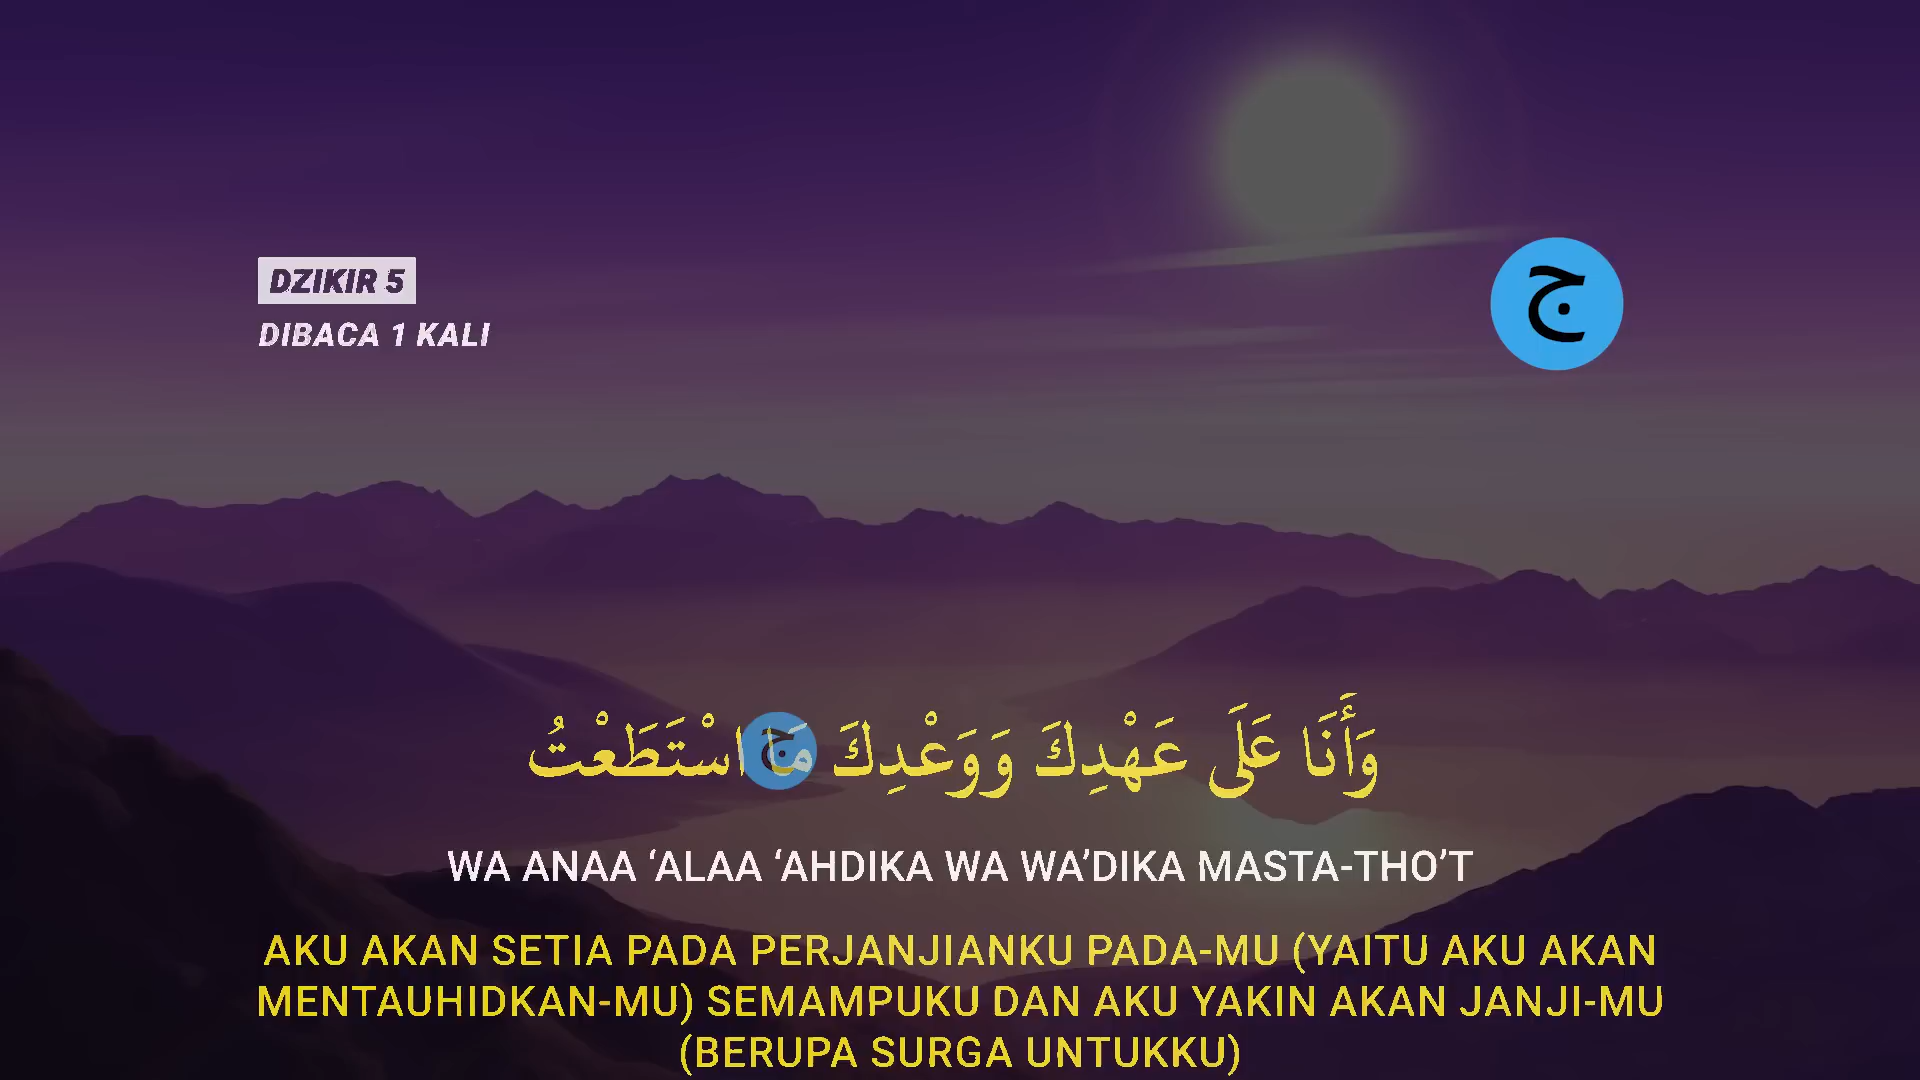 DZIKIR 5
DIBACA 1 KALI
ج
وَأَنَا عَلَى عَهْدِكَ وَوَعْدِكَ مَا اسْتَطَعْتُ
WA ANAA ‘ALAA ‘AHDIKA WA WA’DIKA MASTA-THO’T
AKU AKAN SETIA PADA PERJANJIANKU PADA-MU (YAITU AKU AKAN
MENTAUHIDKAN-MU) SEMAMPUKU DAN AKU YAKIN AKAN JANJI-MU
(BERUPA SURGA UNTUKKU)